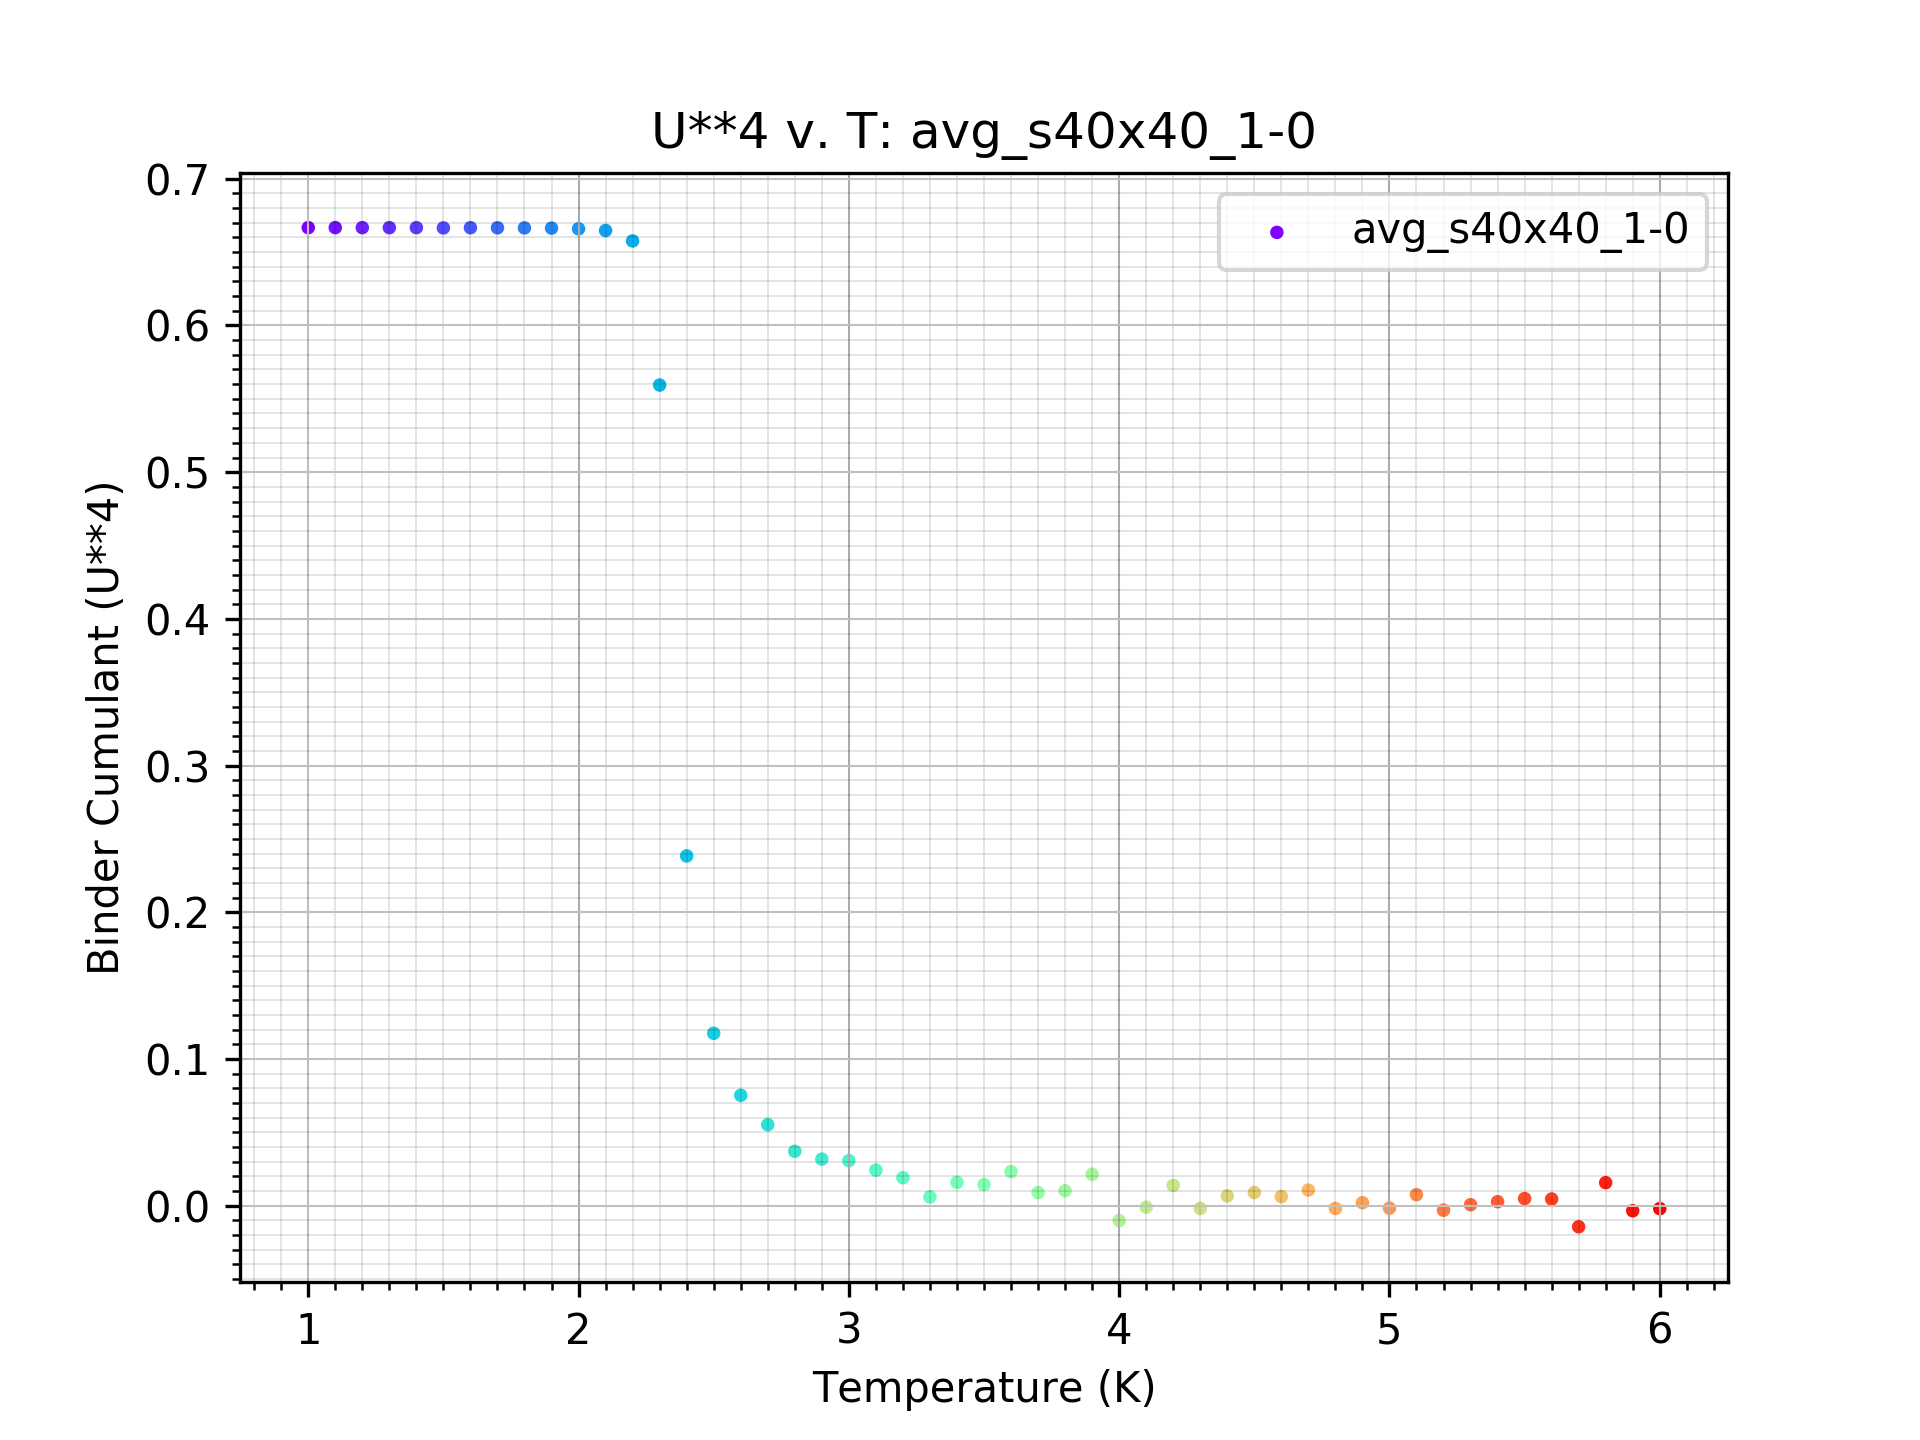 U**4 v. T: avg_s40x40_1-0
avg_s40x40_1-0
0.7
0.6
0.5
0.4
0.3
0.2
0.1
0.0
Binder Cumulant (U**4)
1 2 3 4 5 6
Temperature (K)